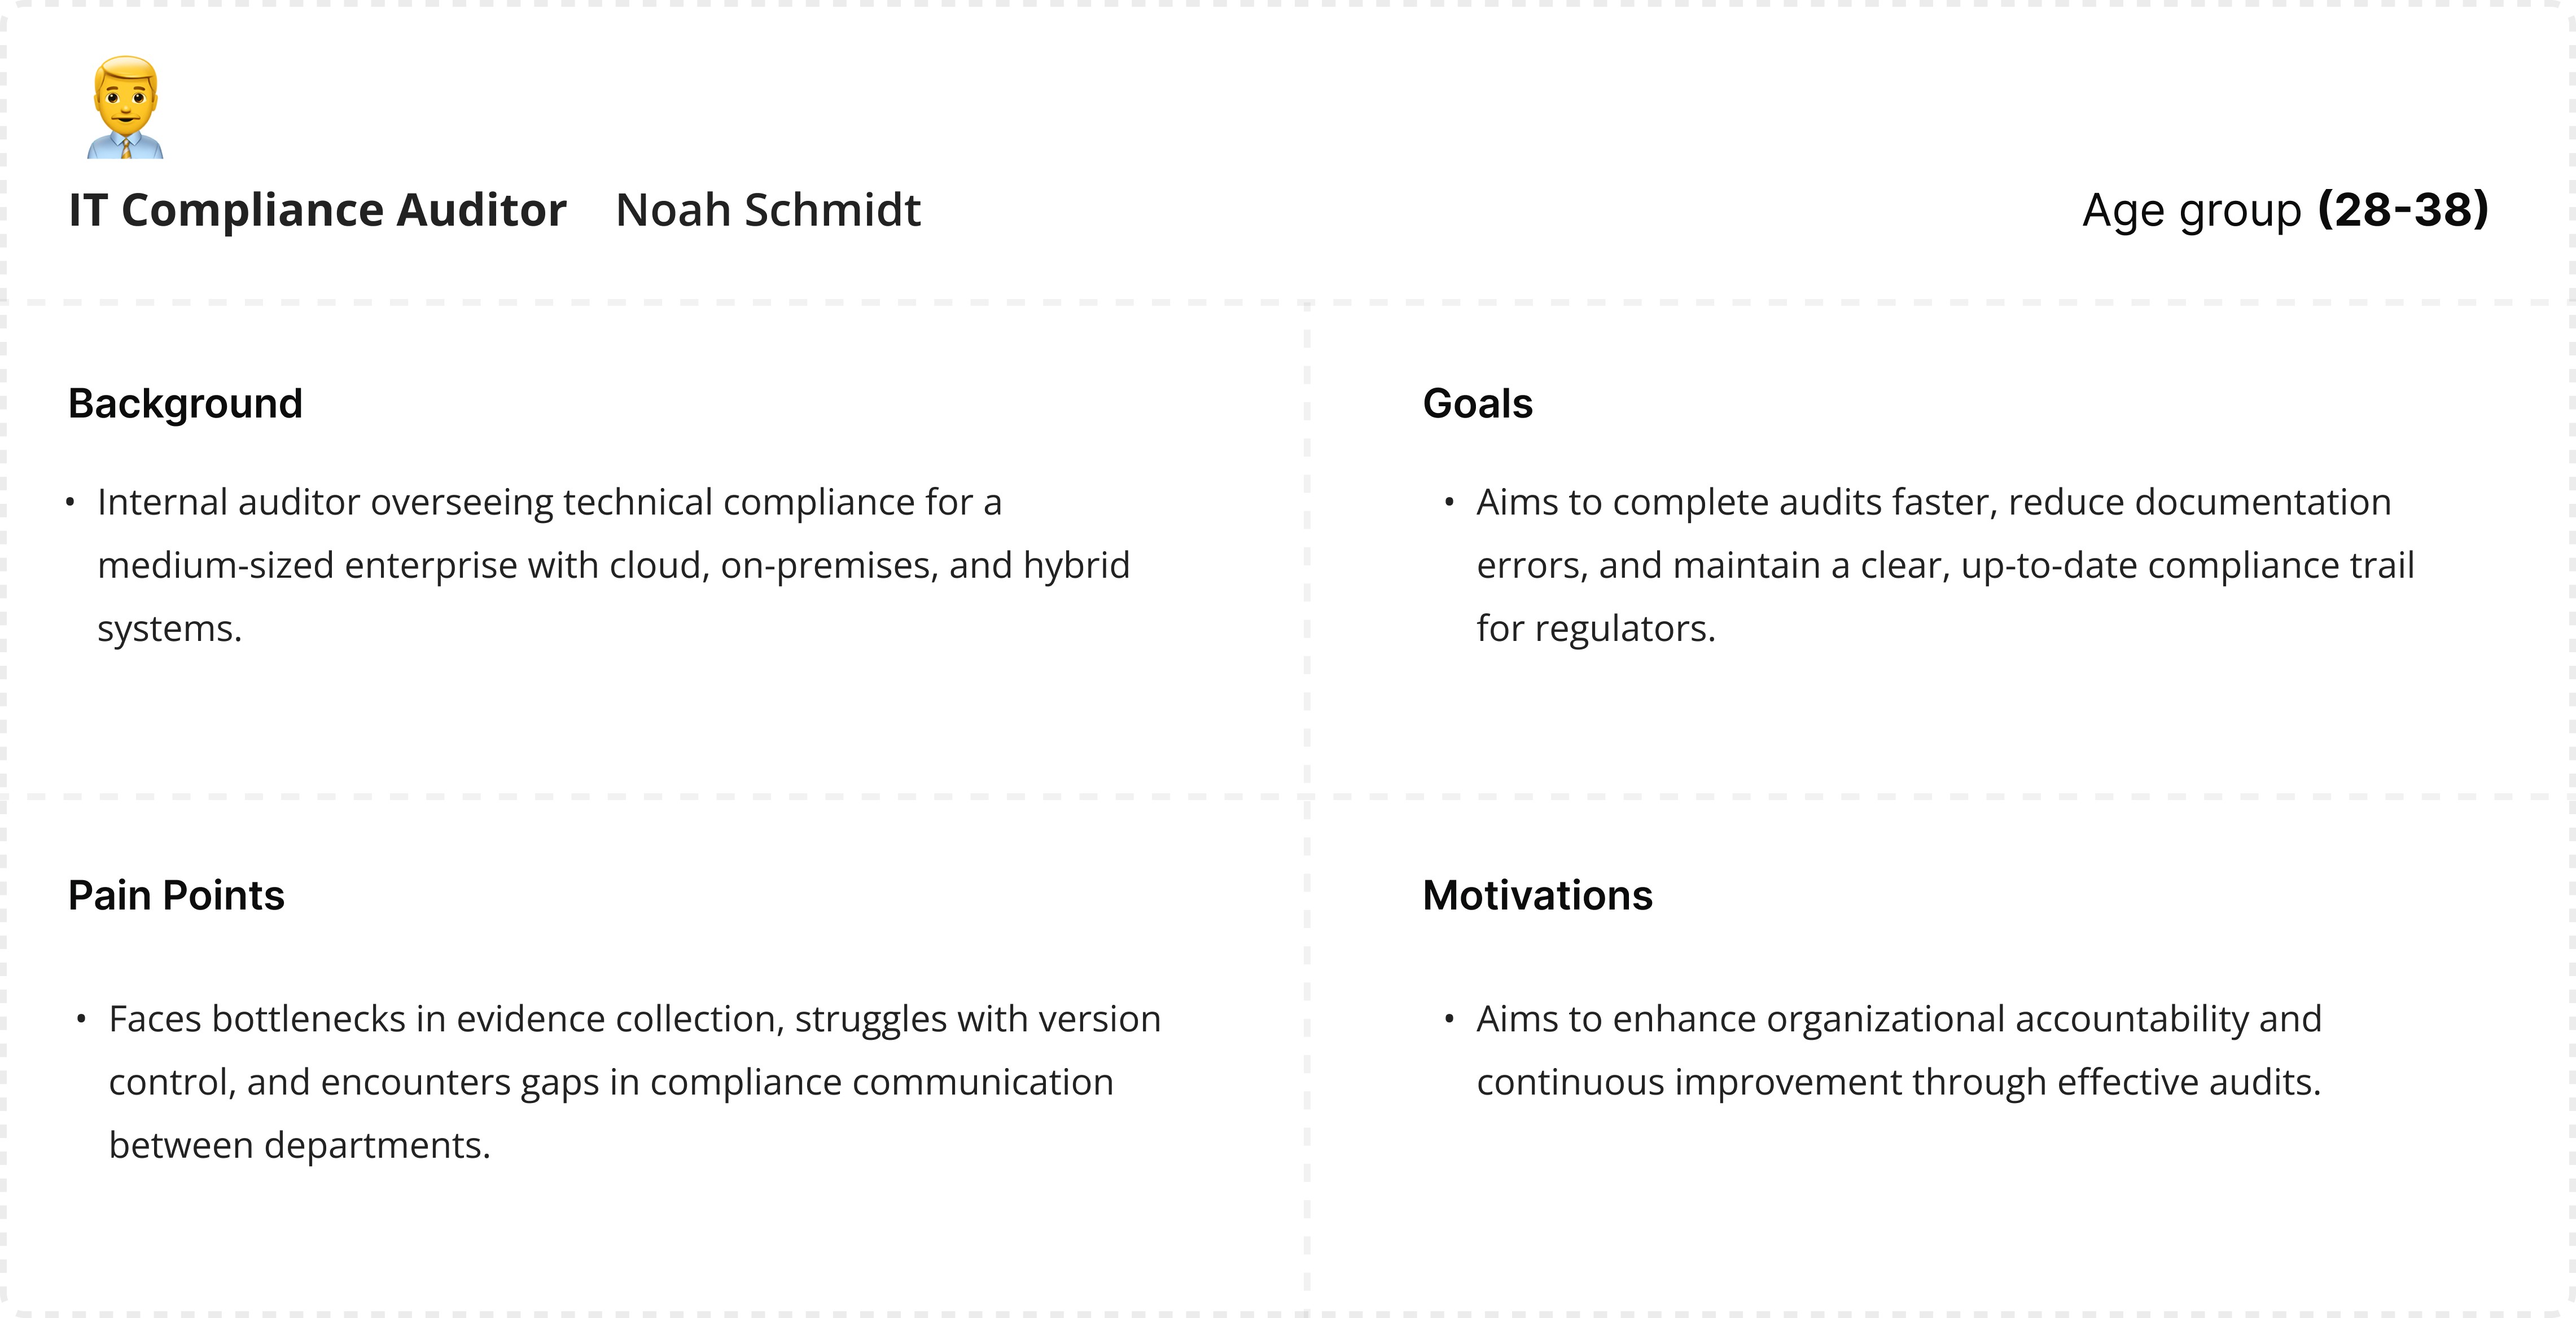 IT Compliance Auditor Noah Schmidt
Age group (28-38)
Background
• Internal auditor overseeing technical compliance for a
medium-sized enterprise with cloud, on-premises, and hybrid
systems.
Goals
• Aims to complete audits faster, reduce documentation
errors, and maintain a clear, up-to-date compliance trail
for regulators.
Pain Points
• Faces bottlenecks in evidence collection, struggles with version
control, and encounters gaps in compliance communication
between departments.
Motivations
• Aims to enhance organizational accountability and
continuous improvement through effective audits.